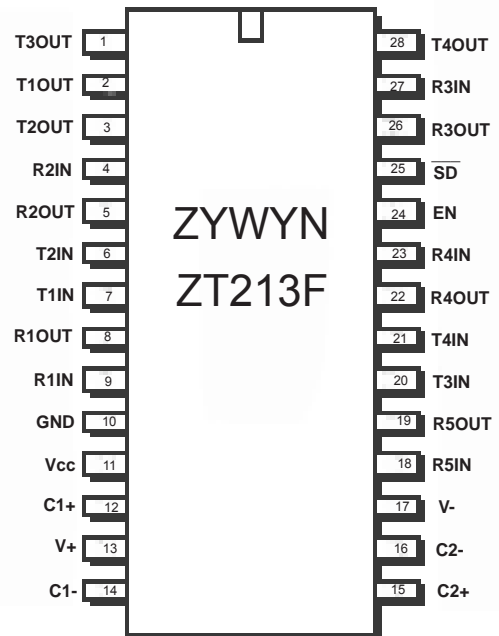 T3OUT 1
T1OUT 2
T2OUT 3
R2IN 4
R2OUT 5
T2IN 6
T1IN 7
R1OUT 8
R1IN 9
GND 10
Vcc 11
C1+ 12
V+ 13
C1- 14
ZYWYN
ZT213F
28 T4OUT
27 R3IN
26 R3OUT
25 S̅D̅
24 EN
23 R4IN
22 R4OUT
21 T4IN
20 T3IN
19 R5OUT
18 R5IN
17 V-
16 C2-
15 C2+